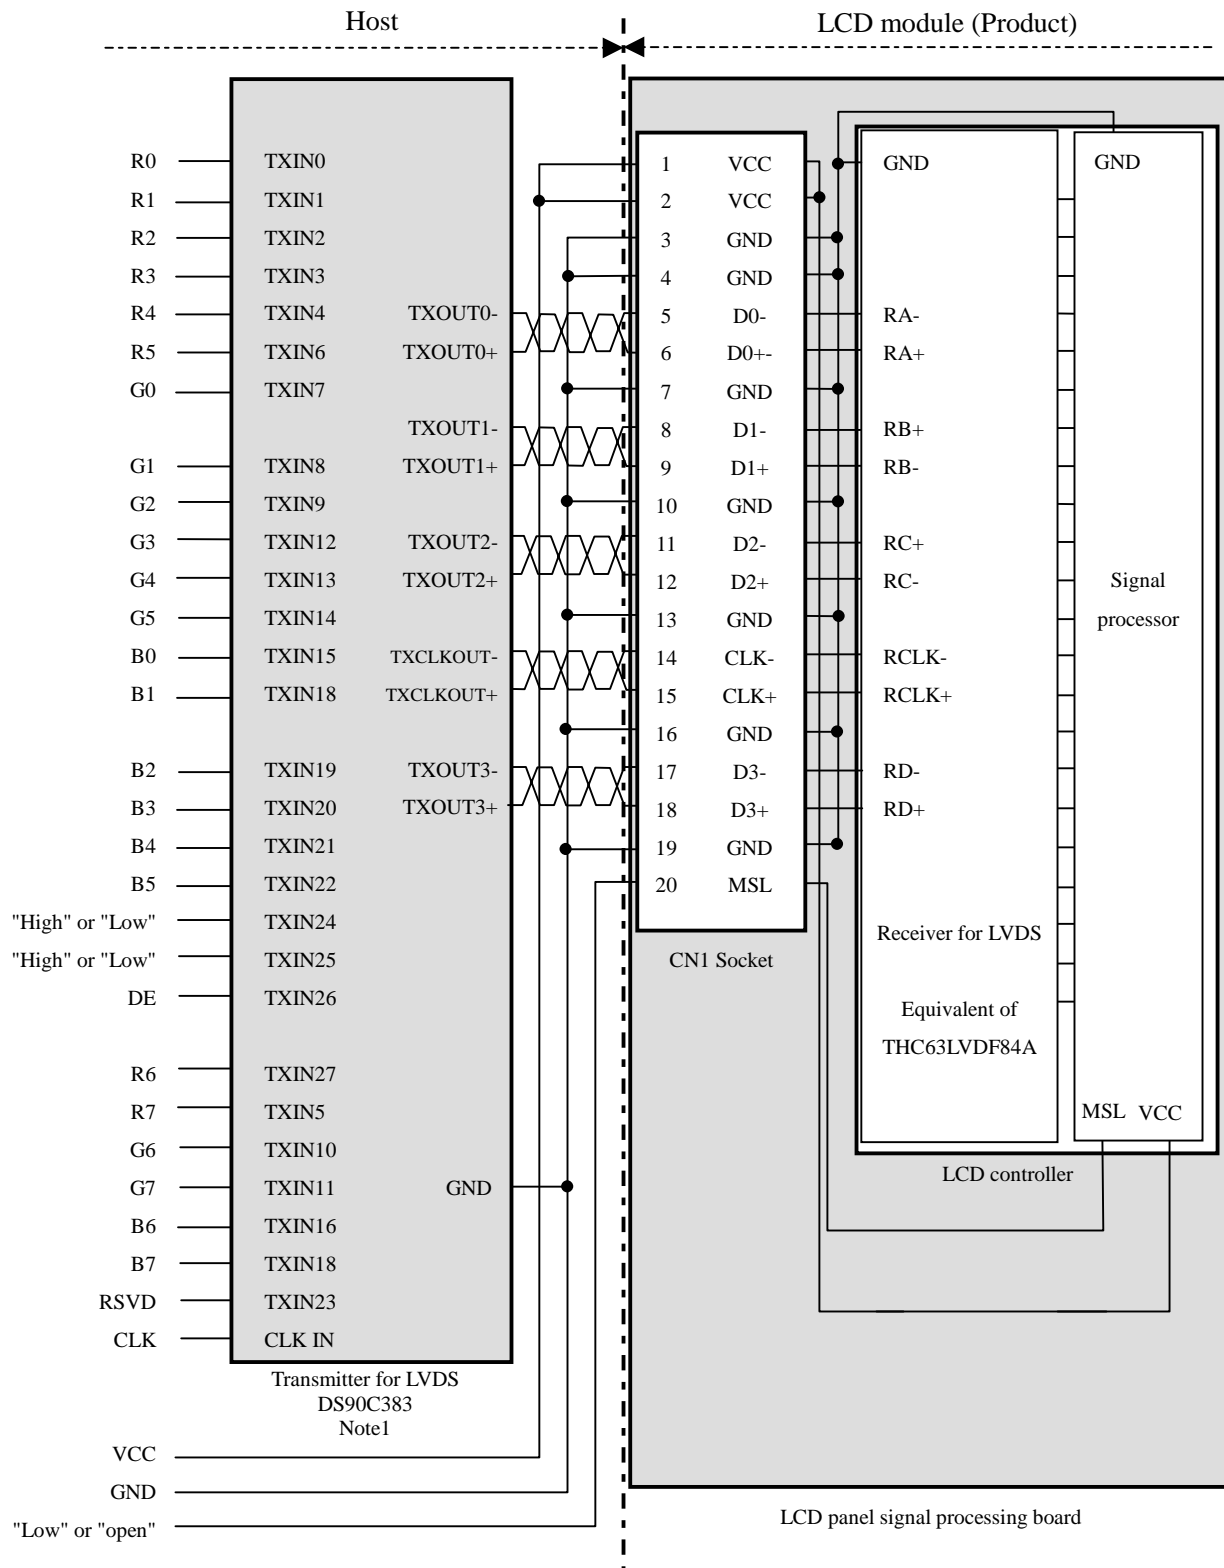 Host
LCD module (Product)
R0 TXIN0
R1 TXIN1
R2 TXIN2
R3 TXIN3
R4 TXIN4 TXOUT0-
R5 TXIN6 TXOUT0+
G0 TXIN7
TXOUT1-
G1 TXIN8 TXOUT1+
G2 TXIN9
G3 TXIN12 TXOUT2-
G4 TXIN13 TXOUT2+
G5 TXIN14
B0 TXIN15 TXCLKOUT-
B1 TXIN18 TXCLKOUT+
B2 TXIN19 TXOUT3-
B3 TXIN20 TXOUT3+
B4 TXIN21
B5 TXIN22
"High" or "Low" TXIN24
"High" or "Low" TXIN25
DE TXIN26
R6 TXIN27
R7 TXIN5
G6 TXIN10
G7 TXIN11 GND
B6 TXIN16
B7 TXIN18
RSVD TXIN23
CLK CLK IN
Transmitter for LVDS
DS90C383
Note1
VCC
GND
"Low" or "open"
1 VCC
2 VCC
3 GND
4 GND
5 D0-
6 D0+-
7 GND
8 D1-
9 D1+
10 GND
11 D2-
12 D2+
13 GND
14 CLK-
15 CLK+
16 GND
17 D3-
18 D3+
19 GND
20 MSL
CN1 Socket
GND
RA-
RA+
RB+
RB-
RC+
RC-
RCLK-
RCLK+
RD-
RD+
Receiver for LVDS
Equivalent of
THC63LVDF84A
GND
Signal
processor
MSL VCC
LCD controller
LCD panel signal processing board